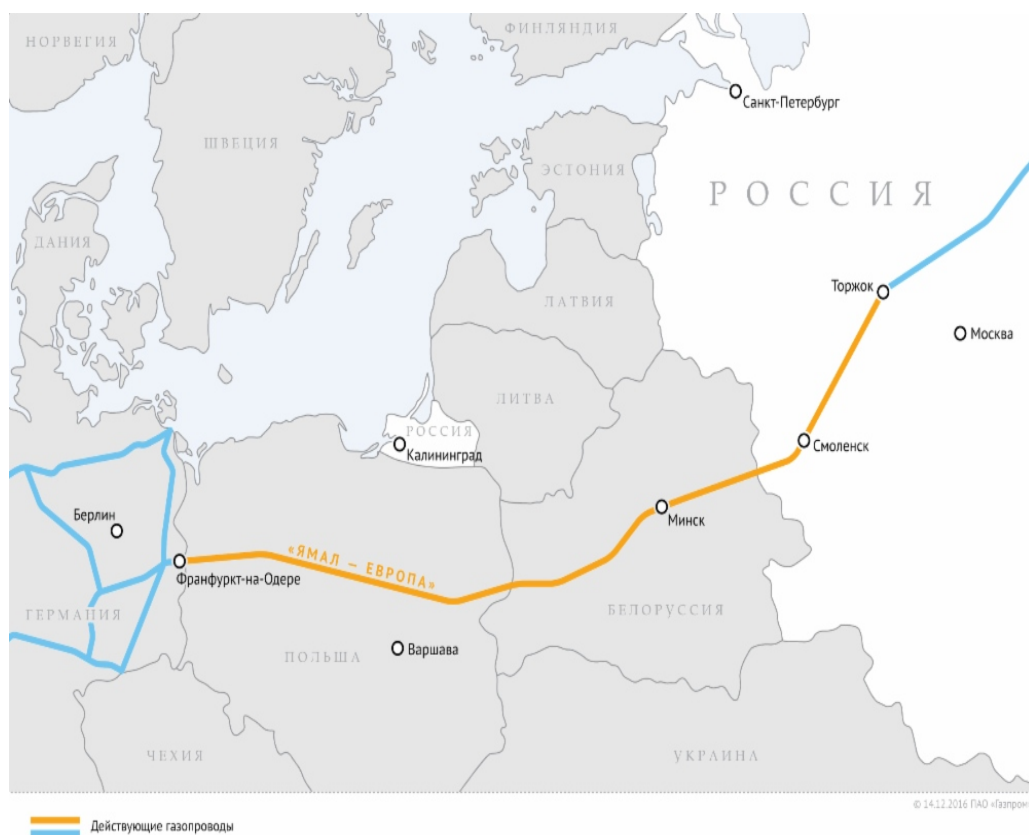 НОРВЕГИЯ
ФИНЛЯНДИЯ
Санкт-Петербург
ШВЕЦИЯ
ЭСТОНИЯ
РОССИЯ
ДАНИЯ
Торжок
ЛАТВИЯ
Москва
ЛИТВА
РОССИЯ
Калининград
Смоленск
Берлин
Минск
«ЯМАЛ — ЕВРОПА»
Франфуркт-на-Одере
ГЕРМАНИЯ
БЕЛОРУССИЯ
ПОЛЬША
Варшава
ЧЕХИЯ
УКРАИНА
© 14.12.2016 ПАО «Газпром
Действующие газопроводы